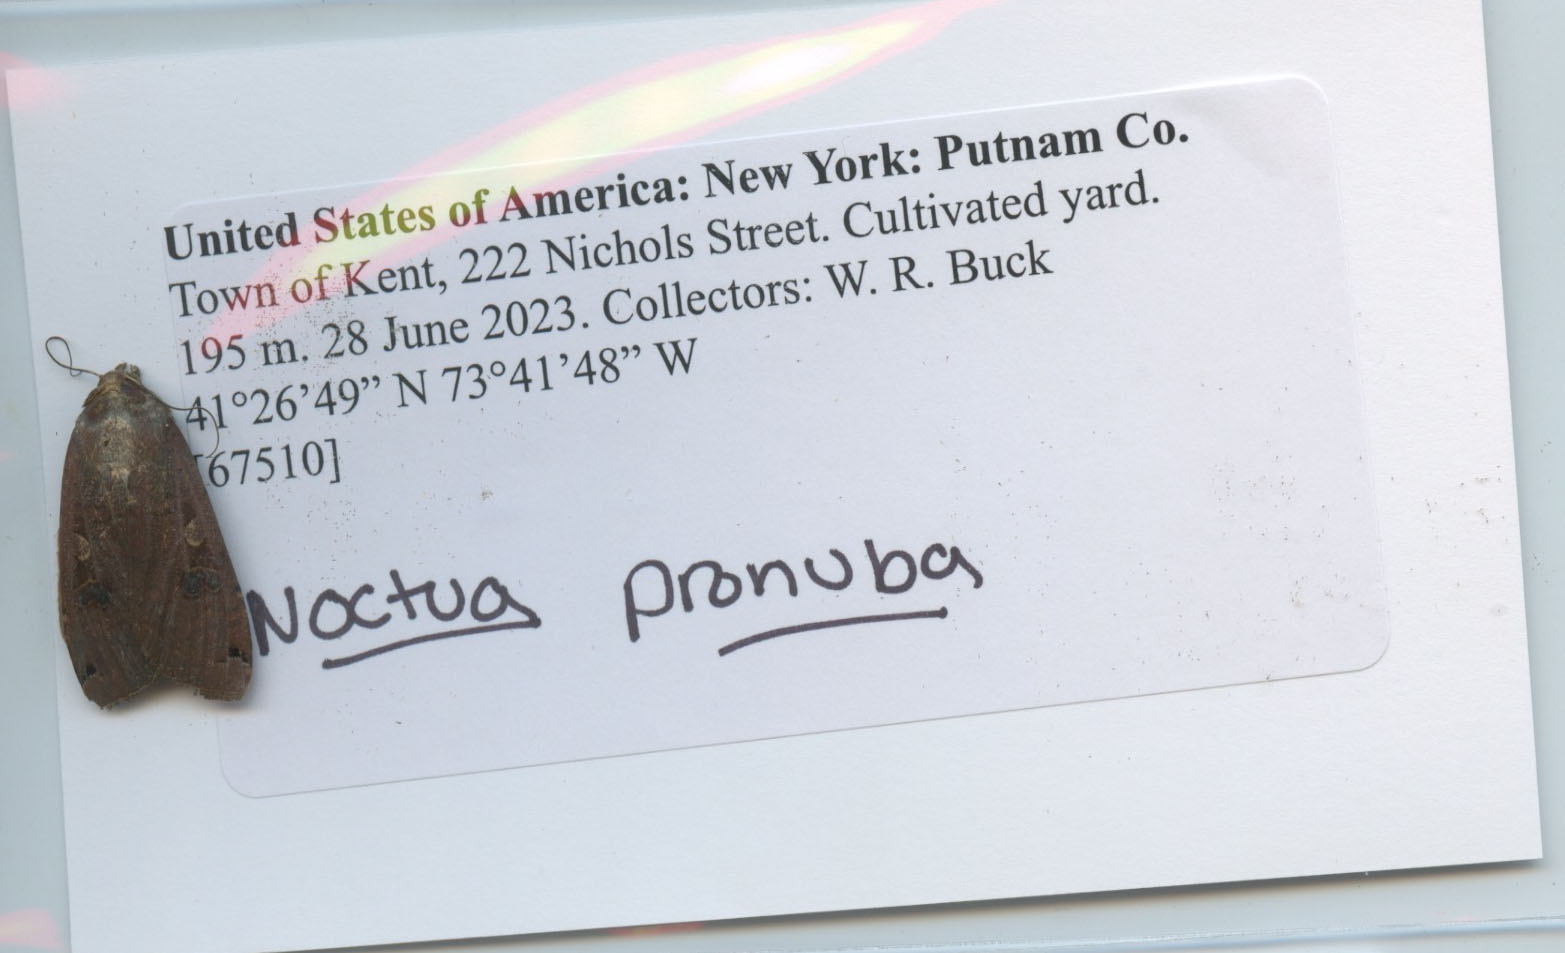 United States of America: New York: Putnam Co.
Town of Kent, 222 Nichols Street. Cultivated yard.
195 m. 28 June 2023. Collectors: W. R. Buck
41°26’49” N 73°41’48” W
[67510]
Noctua pronuba